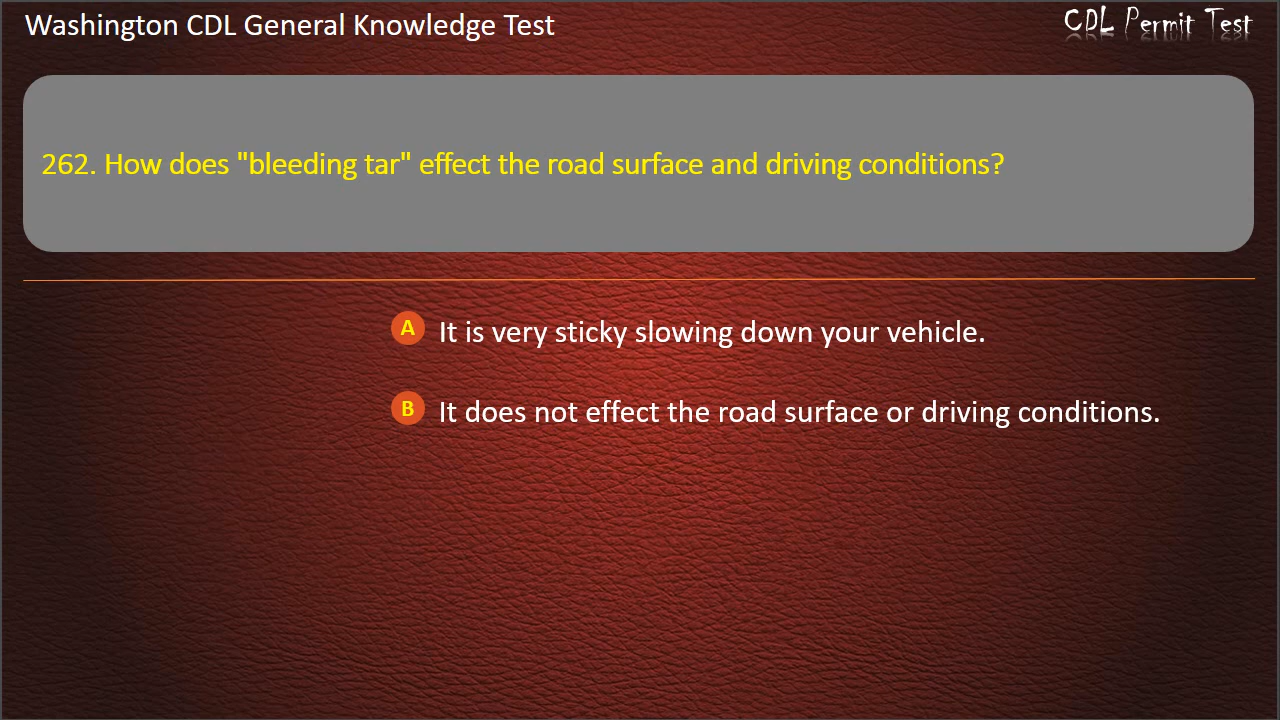 Washington CDL General Knowledge Test
CDL Permit Test
262. How does "bleeding tar" effect the road surface and driving conditions?
A It is very sticky slowing down your vehicle.
B It does not effect the road surface or driving conditions.